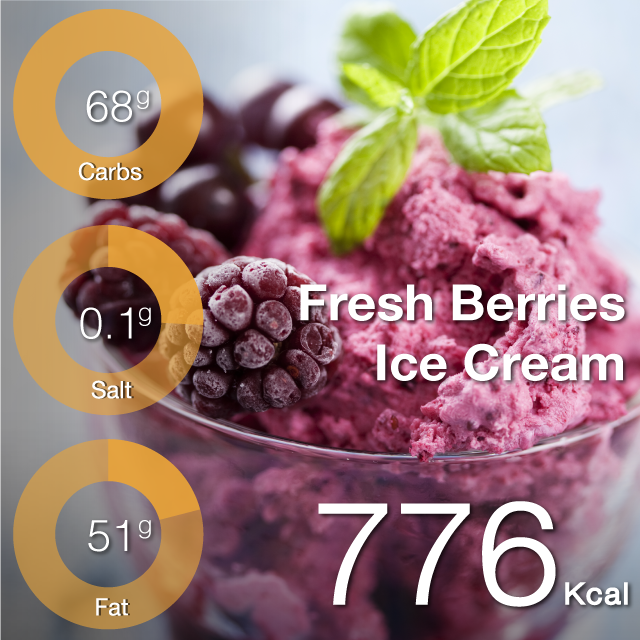 68g
Carbs
0.1g
Salt
51g
Fat
Fresh Berries
Ice Cream
776 Kcal